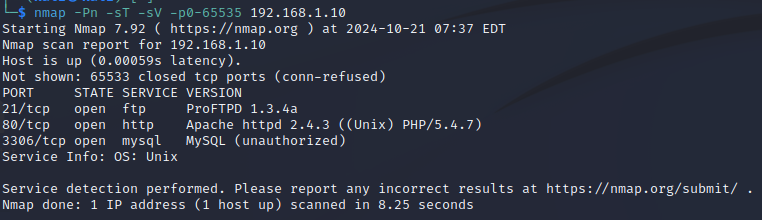 └─$ nmap -Pn -sT -sV -p0-65535 192.168.1.10
Starting Nmap 7.92 ( https://nmap.org ) at 2024-10-21 07:37 EDT
Nmap scan report for 192.168.1.10
Host is up (0.00059s latency).
Not shown: 65533 closed tcp ports (conn-refused)
PORT     STATE SERVICE VERSION
21/tcp   open  ftp     ProFTPD 1.3.4a
80/tcp   open  http    Apache httpd 2.4.3 ((Unix) PHP/5.4.7)
3306/tcp open  mysql   MySQL (unauthorized)
Service Info: OS: Unix

Service detection performed. Please report any incorrect results at https://nmap.org/submit/ .
Nmap done: 1 IP address (1 host up) scanned in 8.25 seconds